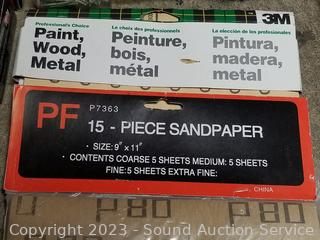 Professional's Choice
Le choix des professionnels
La elección de los profesionales
3M
Paint,
Wood,
Metal
Peinture,
bois,
métal
Pintura,
madera,
metal
PF
P7363
15 - PIECE SANDPAPER
• SIZE: 9" x 11"
• CONTENTS COARSE 5 SHEETS MEDIUM: 5 SHEETS
FINE: 5 SHEETS EXTRA FINE:
CHINA
P80
P80
Copyright 2023 - Sound Auction Service